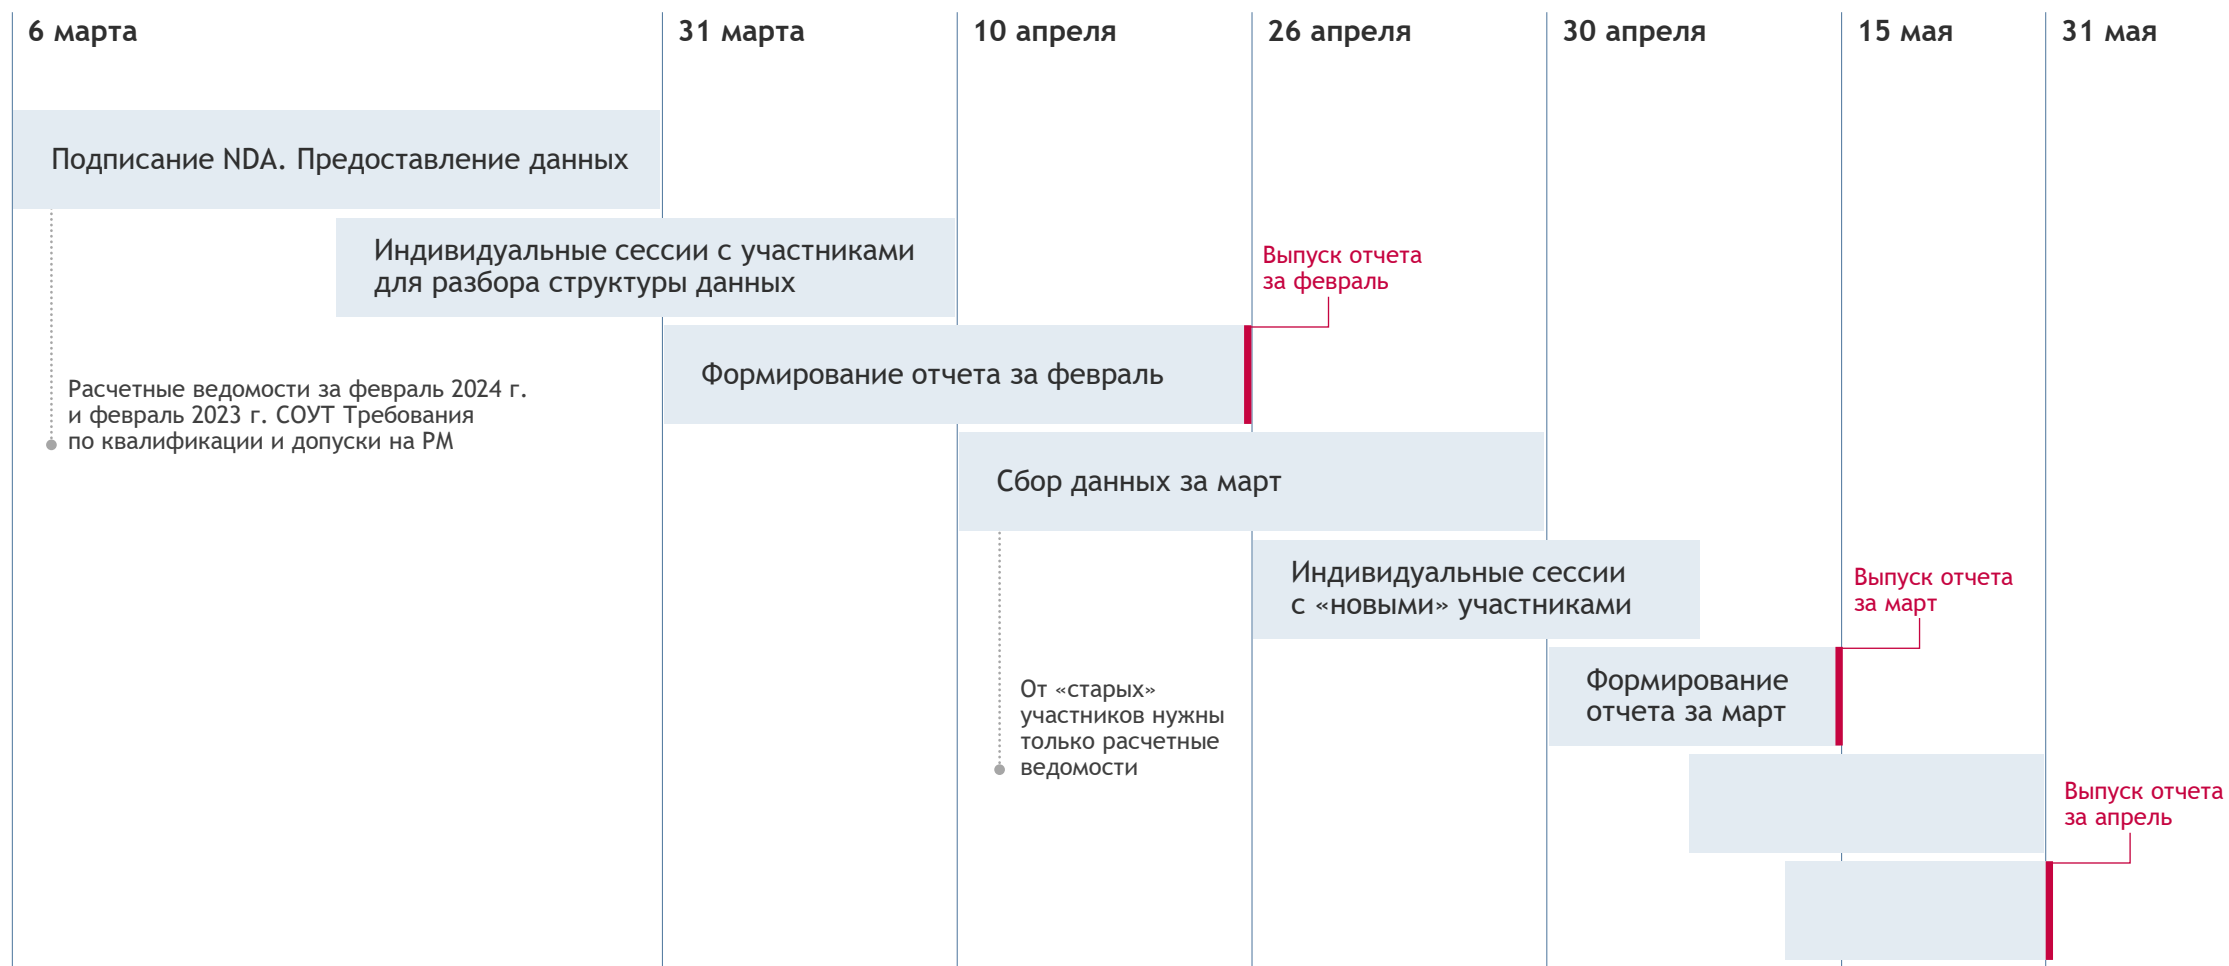 6 марта
31 марта
10 апреля
26 апреля
30 апреля
15 мая
31 мая
Подписание NDA. Предоставление данных
Индивидуальные сессии с участниками
для разбора структуры данных
Выпуск отчета
за февраль
Формирование отчета за февраль
Расчетные ведомости за февраль 2024 г.
и февраль 2023 г. СОУТ Требования
по квалификации и допуски на РМ
Сбор данных за март
Индивидуальные сессии
с «новыми» участниками
Выпуск отчета
за март
Формирование
отчета за март
От «старых»
участников нужны
только расчетные
ведомости
Выпуск отчета
за апрель